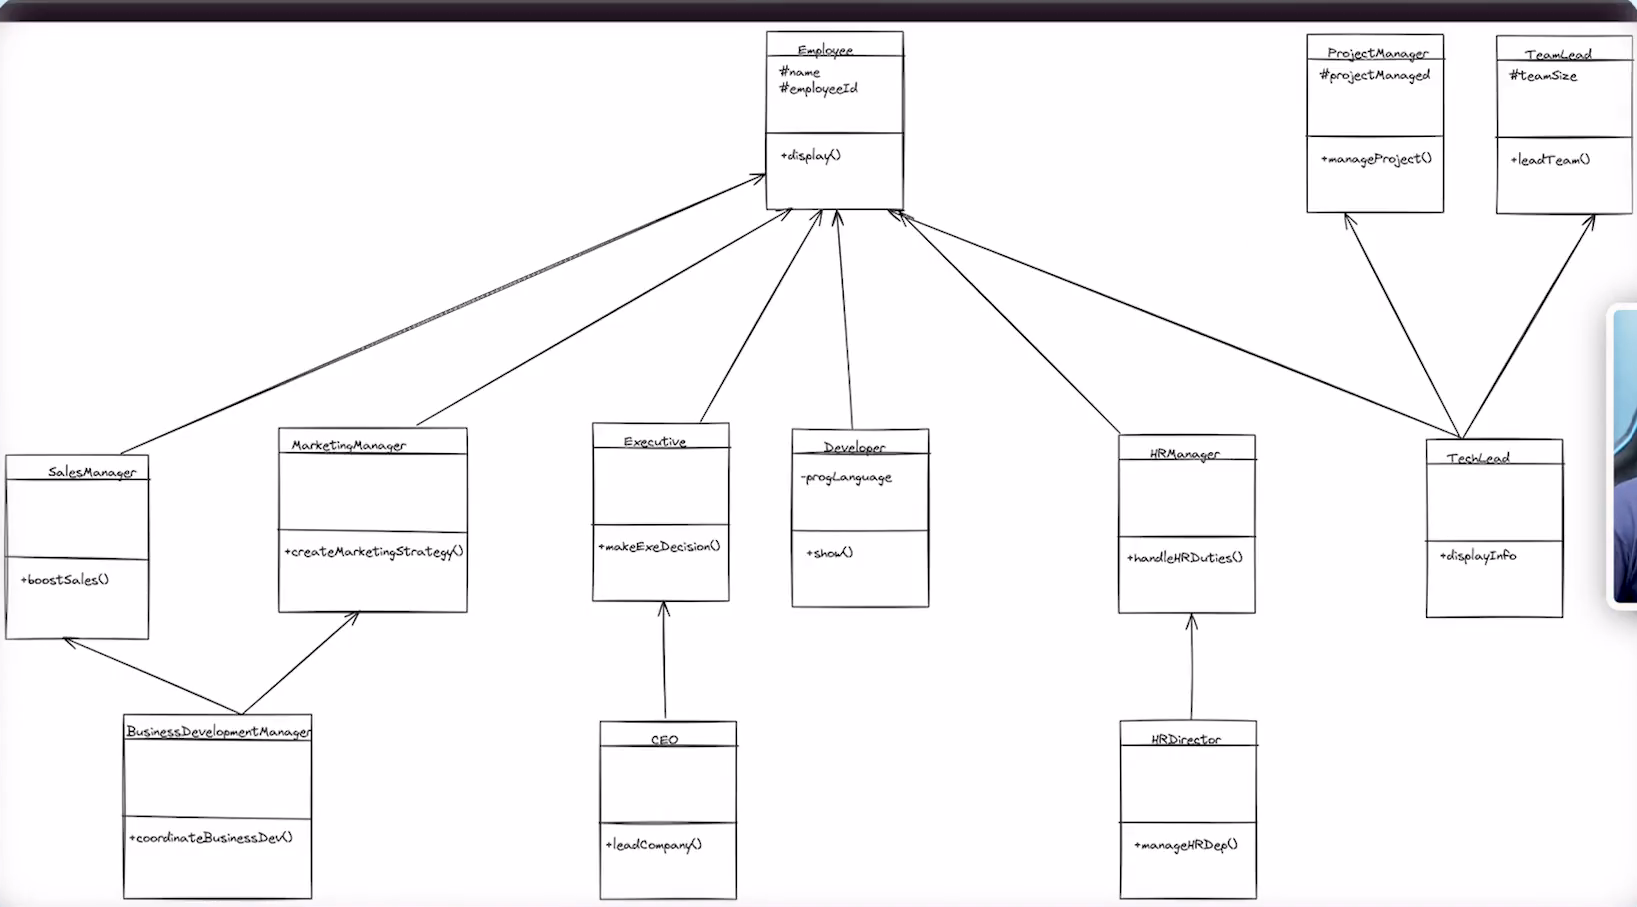 Employee
#name
#employeeId
+display()
ProjectManager
#projectManaged
+manageProject()
TeamLead
#teamSize
+leadTeam()
SalesManager
+boostSales()
MarketingManager
+createMarketingStrategy()
Executive
+makeExeDecision()
Developer
-progLanguage
+show()
HRManager
+handleHRDuties()
TechLead
+displayInfo
BusinessDevelopmentManager
+coordinateBusinessDev()
CEO
+leadCompany()
HRDirector
+manageHRDep()